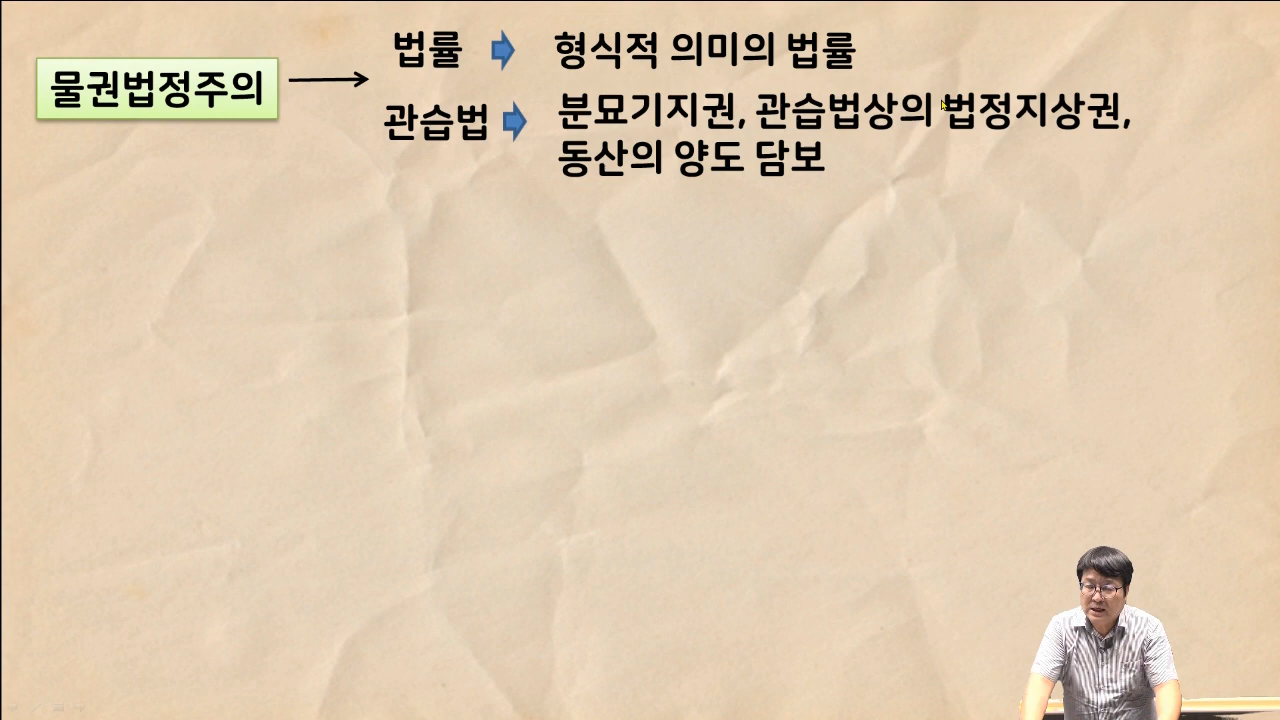 물권법정주의
법률
형식적 의미의 법률
관습법
분묘기지권, 관습법상의 법정지상권,
동산의 양도 담보